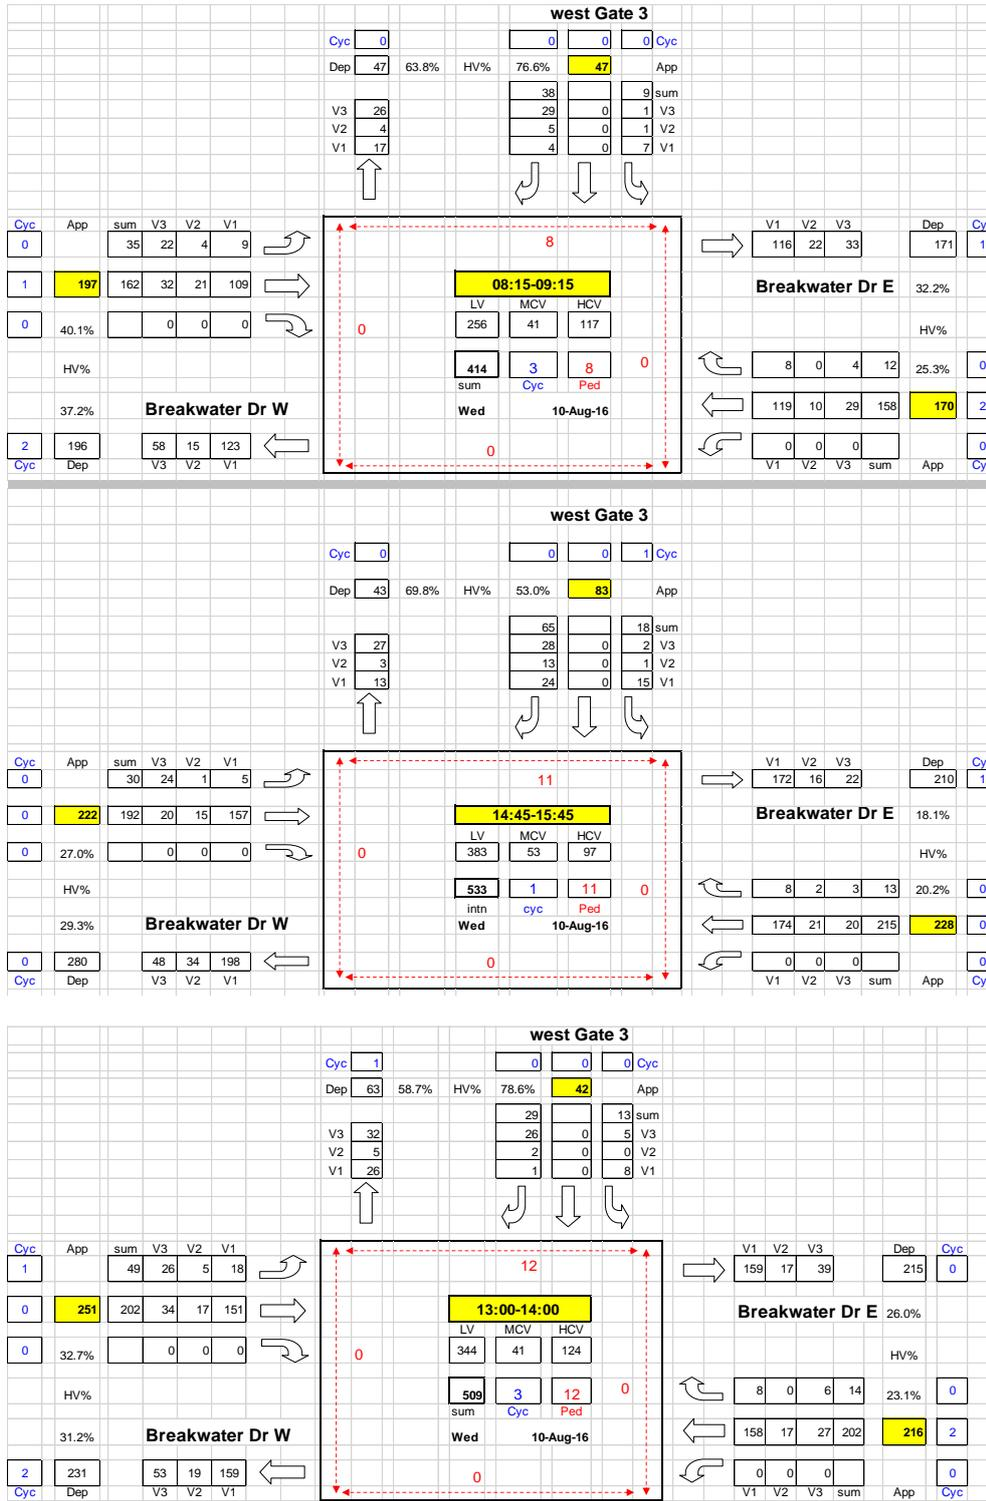 west Gate 3
Cyc 0 0 0 0 Cyc
Dep 47 63.8% HV% 76.6% 47 App
38 9 sum
V3 26 29 0 1 V3
V2 4 5 0 1 V2
V1 17 4 0 7 V1
Cyc App sum V3 V2 V1 V1 V2 V3 Dep
0 35 22 4 9 8 116 22 33 171 1
1 197 162 32 21 109 08:15-09:15 Breakwater Dr E 32.2%
LV MCV HCV
0 40.1% 0 0 0 0 256 41 117 HV%
HV% 414 3 8 0 8 0 4 12 25.3% 0
sum Cyc Ped
37.2% Breakwater Dr W Wed 10-Aug-16 119 10 29 158 170 2
2 196 58 15 123 0 0 0 0 0
Cyc Dep V3 V2 V1 V1 V2 V3 sum App
west Gate 3
Cyc 0 0 0 1 Cyc
Dep 43 69.8% HV% 53.0% 83 App
65 18 sum
V3 27 28 0 2 V3
V2 3 13 0 1 V2
V1 13 24 0 15 V1
Cyc App sum V3 V2 V1 V1 V2 V3 Dep
0 30 24 1 5 11 172 16 22 210 1
0 222 192 20 15 157 14:45-15:45 Breakwater Dr E 18.1%
LV MCV HCV
0 27.0% 0 0 0 0 383 53 97 HV%
HV% 533 1 11 0 8 2 3 13 20.2% 0
intn cyc Ped
29.3% Breakwater Dr W Wed 10-Aug-16 174 21 20 215 228 0
0 280 48 34 198 0 0 0 0 0
Cyc Dep V3 V2 V1 V1 V2 V3 sum App
west Gate 3
Cyc 1 0 0 0 Cyc
Dep 63 58.7% HV% 78.6% 42 App
29 13 sum
V3 32 26 0 5 V3
V2 5 2 0 0 V2
V1 26 1 0 8 V1
Cyc App sum V3 V2 V1 V1 V2 V3 Dep Cyc
1 49 26 5 18 12 159 17 39 215 0
0 251 202 34 17 151 13:00-14:00 Breakwater Dr E 26.0%
LV MCV HCV
0 32.7% 0 0 0 0 344 41 124 HV%
HV% 509 3 12 0 8 0 6 14 23.1% 0
sum Cyc Ped
31.2% Breakwater Dr W Wed 10-Aug-16 158 17 27 202 216 2
2 231 53 19 159 0 0 0 0 0
Cyc Dep V3 V2 V1 V1 V2 V3 sum App Cyc